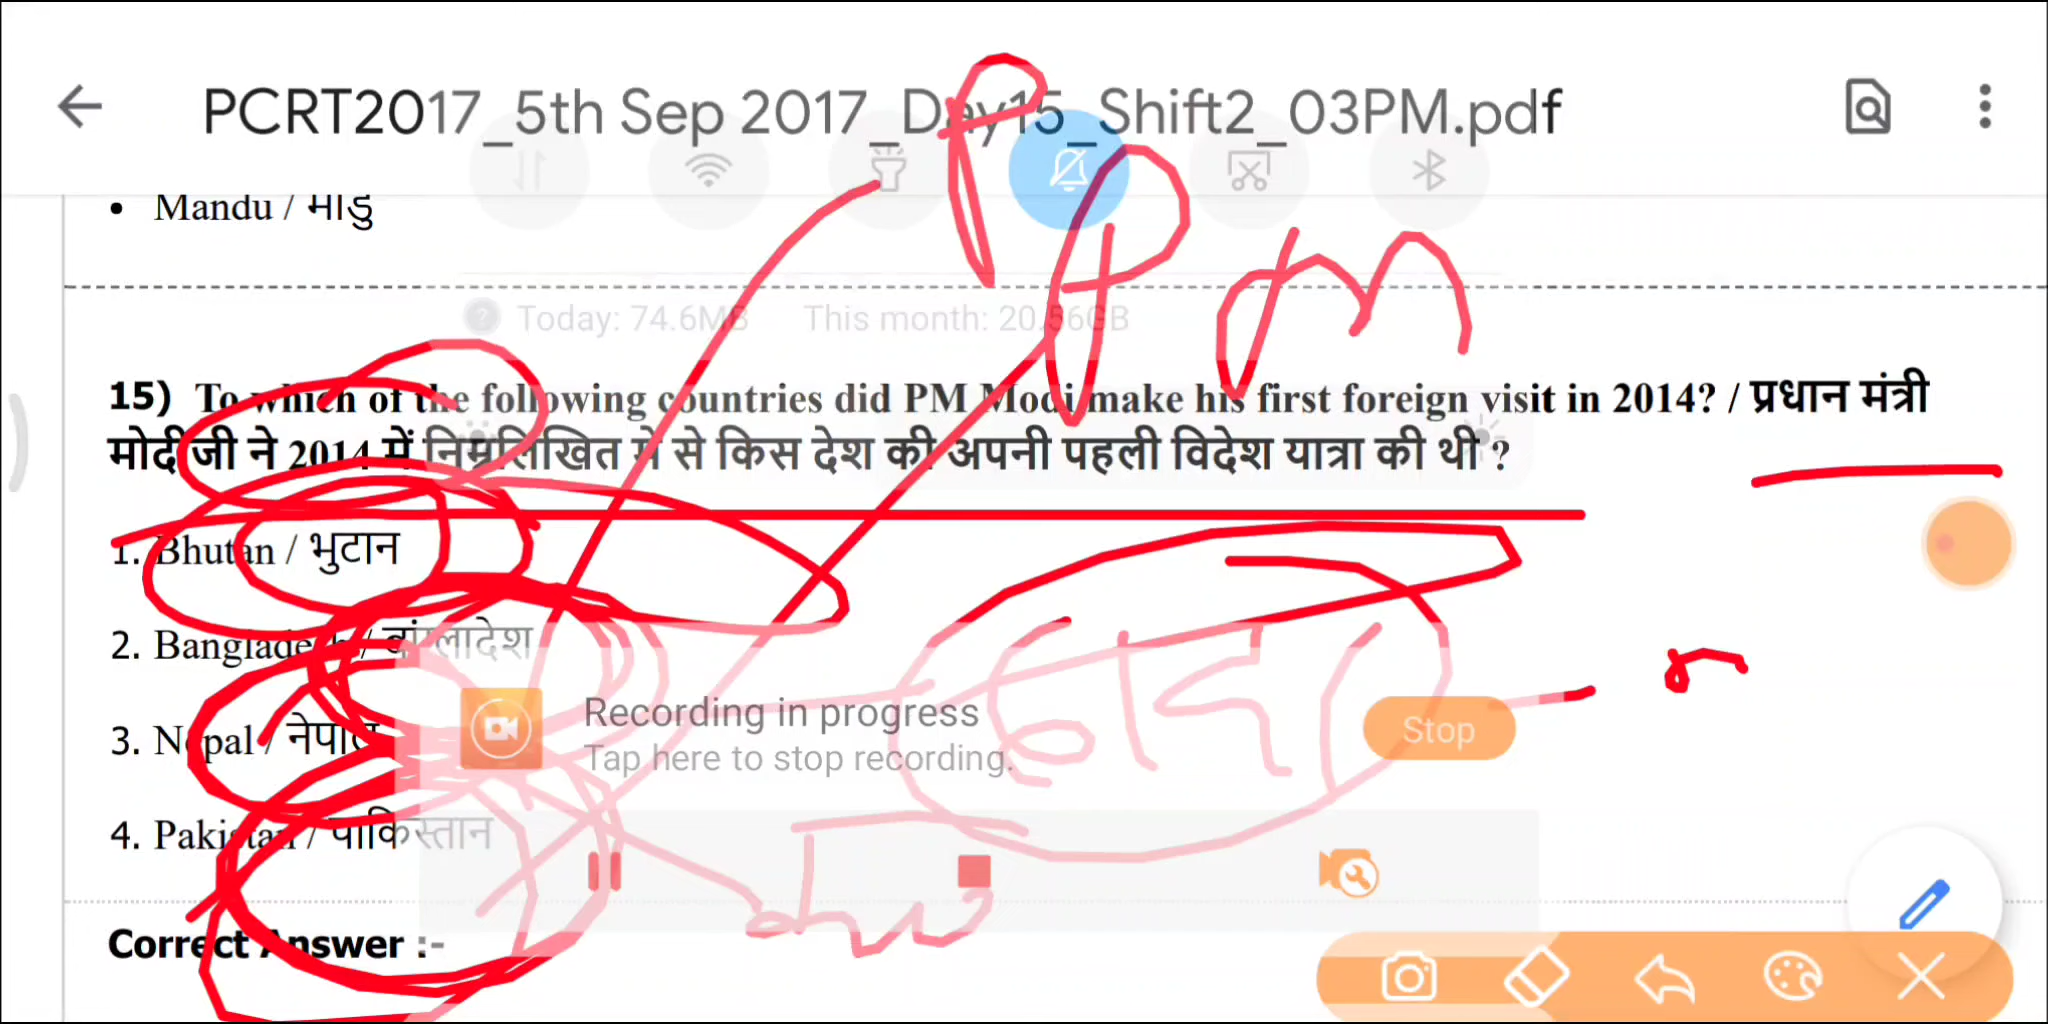 PCRT2017_5th Sep 2017_Day15_Shift2_03PM.pdf
• Mandu / मांडु
Today: 74.6MB This month: 20.56GB
15) To which of the following countries did PM Modi make his first foreign visit in 2014? / प्रधान मंत्री
मोदी जी ने 2014 में निम्नलिखित मे से किस देश की अपनी पहली विदेश यात्रा की थी ?
1. Bhutan / भुटान
2. Bangladesh / बांग्लादेश
3. Nepal / नेपाल
Recording in progress
Tap here to stop recording.
Stop
4. Pakistan / पाकिस्तान
Correct Answer :-